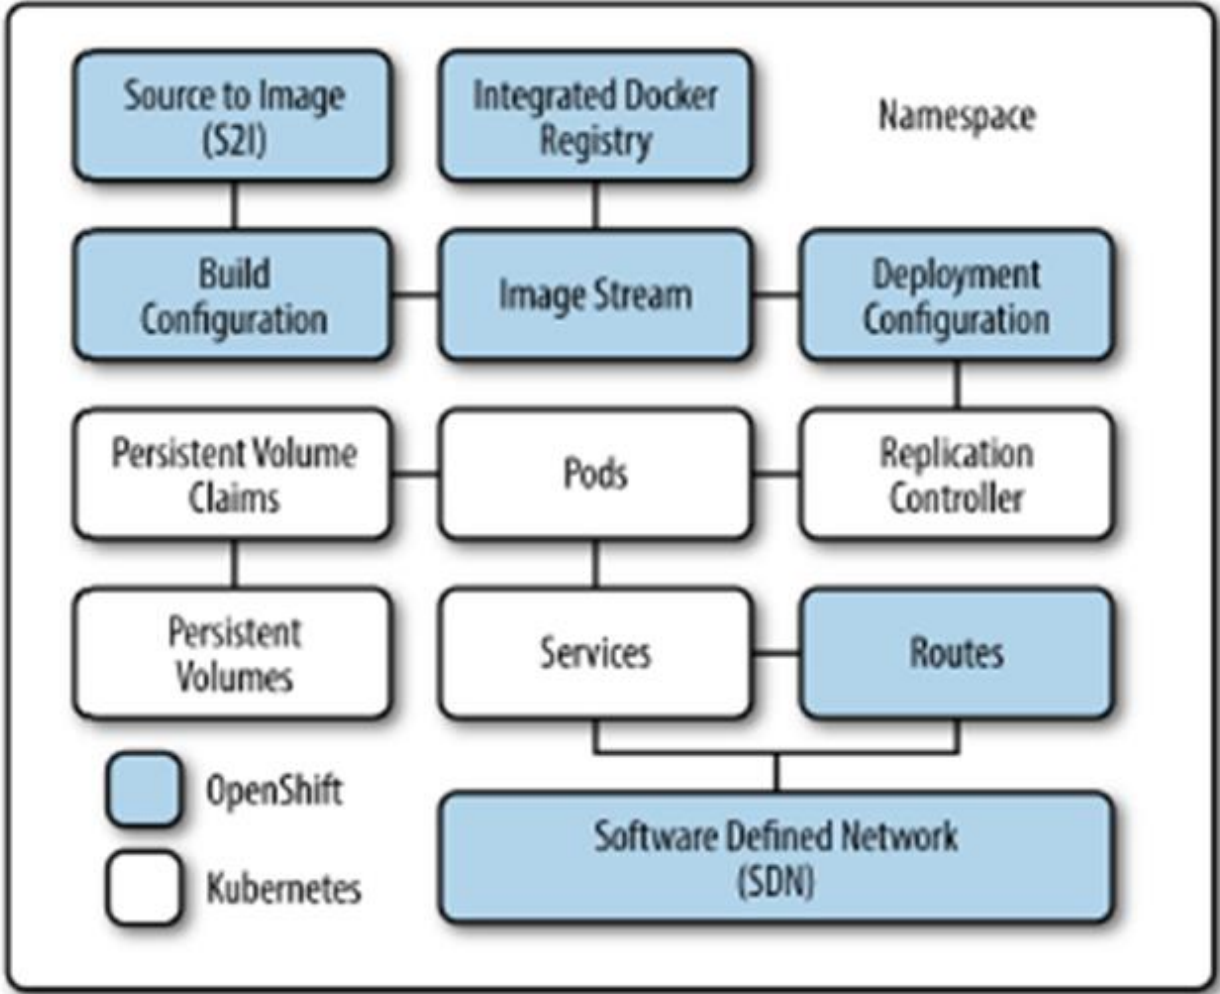 Source to Image
(S2I)
Integrated Docker
Registry
Namespace
Build
Configuration
Image Stream
Deployment
Configuration
Persistent Volume
Claims
Pods
Replication
Controller
Persistent
Volumes
Services
Routes
OpenShift
Kubernetes
Software Defined Network
(SDN)